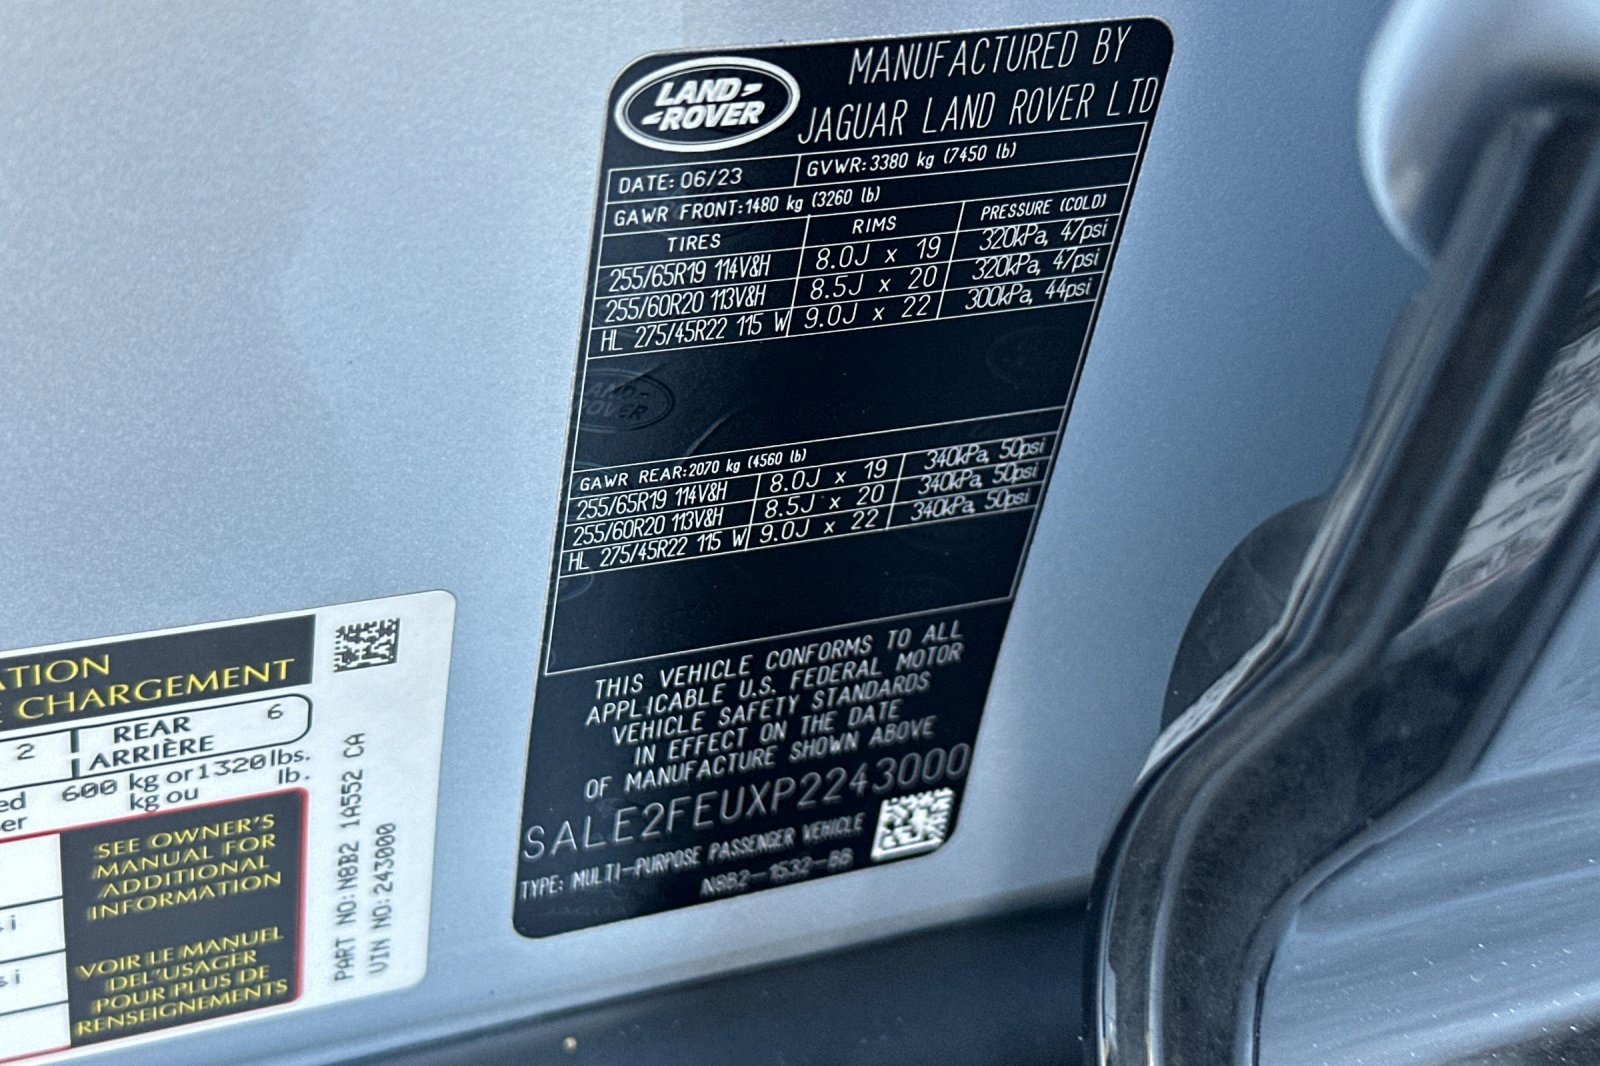 LAND ROVER
MANUFACTURED BY
JAGUAR LAND ROVER LTD
DATE: 06/23 GVWR:3380 kg (7450 lb)
GAWR FRONT:1480 kg (3260 lb)
TIRES RIMS PRESSURE (COLD)
255/65R19 114V&H 8.0J x 19 320kPa, 47psi
255/60R20 113V&H 8.5J x 20 320kPa, 47psi
HL 275/45R22 115 W 9.0J x 22 300kPa, 44psi
GAWR REAR:2070 kg (4560 lb)
255/65R19 114V&H 8.0J x 19 340kPa, 50psi
255/60R20 113V&H 8.5J x 20 340kPa, 50psi
HL 275/45R22 115 W 9.0J x 22 340kPa, 50psi
THIS VEHICLE CONFORMS TO ALL
APPLICABLE U.S. FEDERAL MOTOR
VEHICLE SAFETY STANDARDS
IN EFFECT ON THE DATE
OF MANUFACTURE SHOWN ABOVE
SALE2FEUXP2243000
TYPE: MULTI-PURPOSE PASSENGER VEHICLE
N8B2-1532-BB
CHARGEMENT
2 REAR 6
ARRIÈRE
600 kg or 1320 lbs.
kg ou lb.
SEE OWNER'S
MANUAL FOR
ADDITIONAL
INFORMATION
VOIR LE MANUEL
DEL'USAGER
POUR PLUS DE
RENSEIGNEMENTS
PART NO:N8B2 1A552 CA
VIN NO:243000